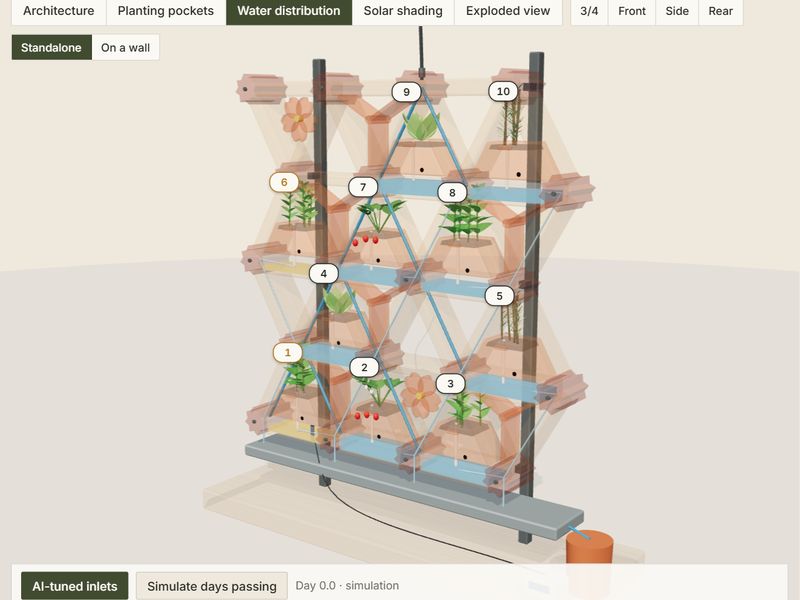 Architecture Planting pockets Water distribution Solar shading Exploded view 3/4 Front Side Rear
Standalone On a wall
9 10
6 7 8
4
5
1
2
3
AI-tuned inlets Simulate days passing Day 0.0 · simulation